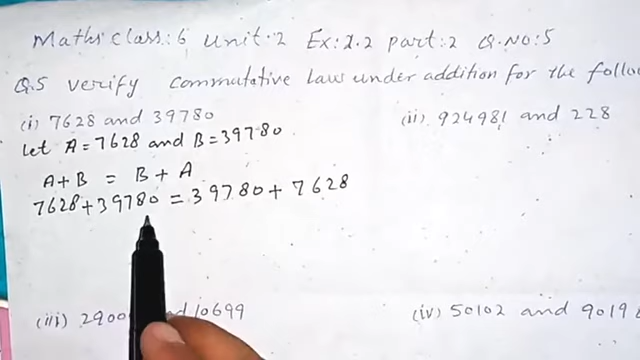 Maths class:6 Unit:2 Ex:2.2 part:2 Q.NO:5
Q.5 verify commutative law under addition for the
(i) 7628 and 39780
(ii) 924981 and 228
Let A=7628 and B=39780
A+B = B+A
7628+39780 = 39780+7628
(iii) and 10699
(iv) 50102 and 9019